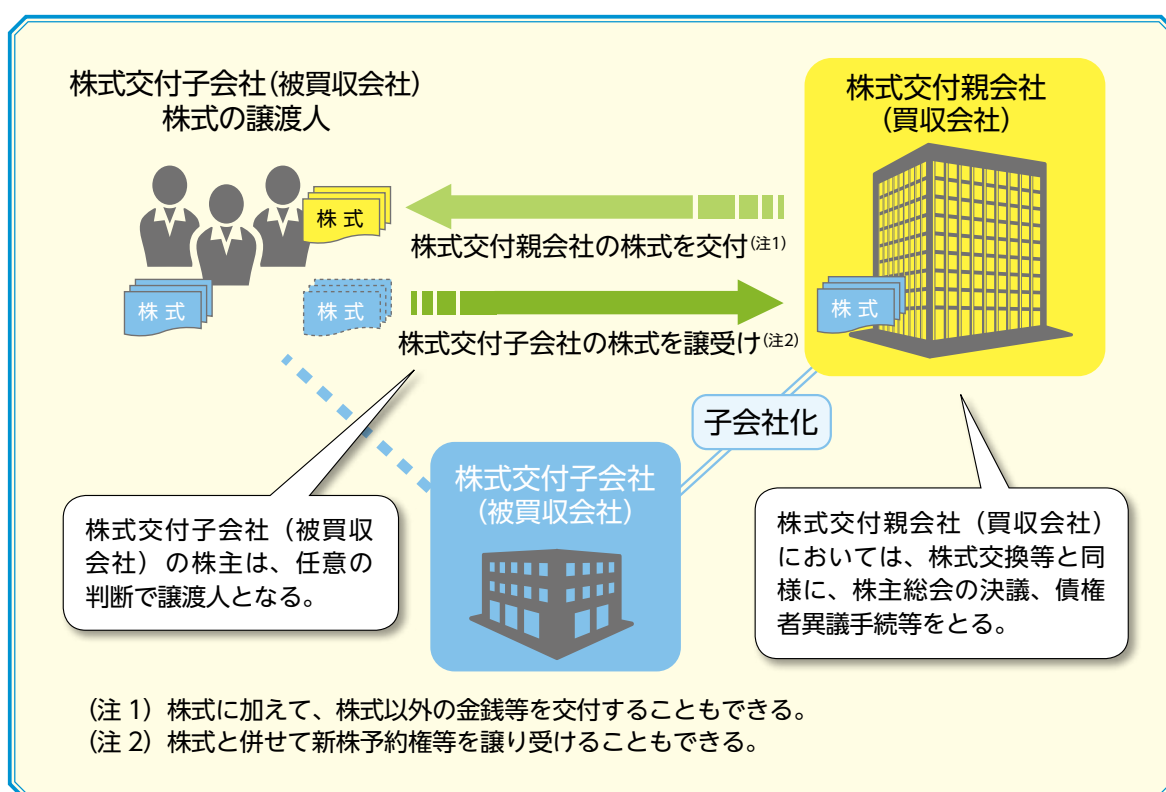 株式交付子会社(被買収会社)
株式の譲渡人
株式交付親会社
(買収会社)
株 式
株式交付親会社の株式を交付(注1)
株 式
株 式
株 式
株式交付子会社の株式を譲受け(注2)
子会社化
株式交付子会社
(被買収会社)
株式交付子会社(被買収
会社)の株主は、任意の
判断で譲渡人となる。
株式交付親会社(買収会社)
においては、株式交換等と同
様に、株主総会の決議、債権
者異議手続等をとる。
(注 1)株式に加えて、株式以外の金銭等を交付することもできる。
(注 2)株式と併せて新株予約権等を譲り受けることもできる。